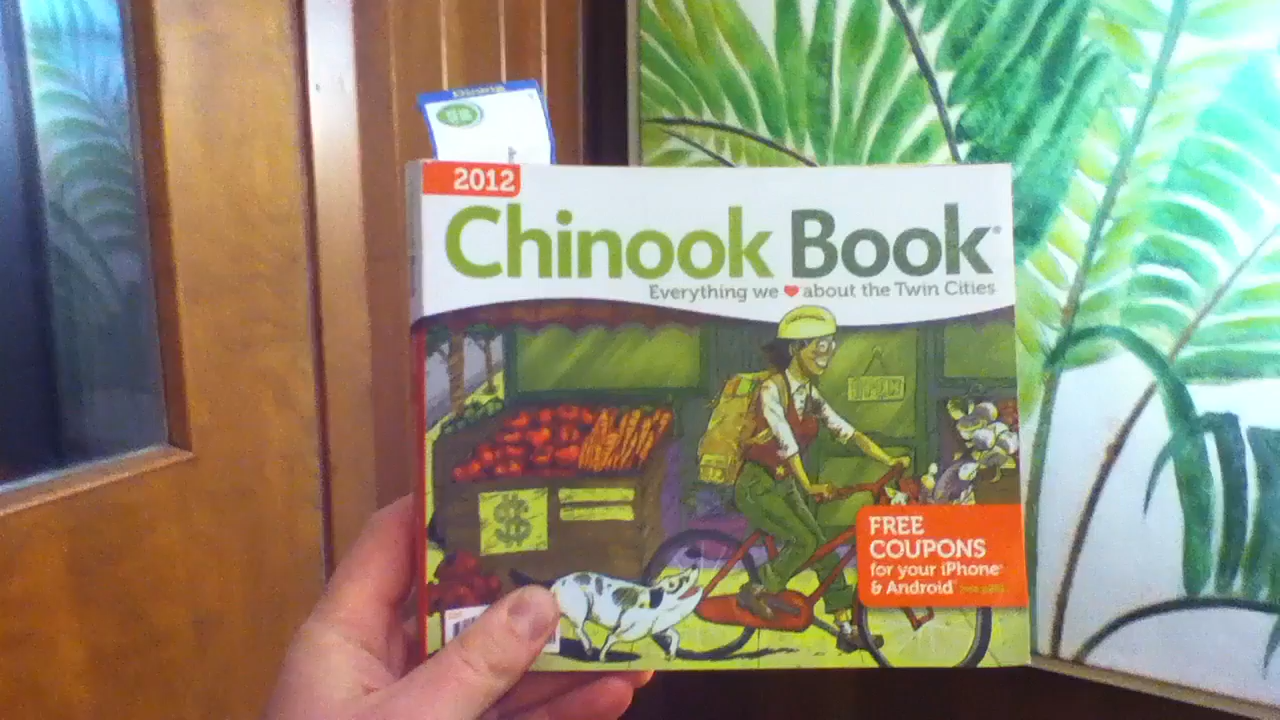 2012
Chinook Book®
Everything we ❤ about the Twin Cities
$
FREE
COUPONS
for your iPhone®
& Android